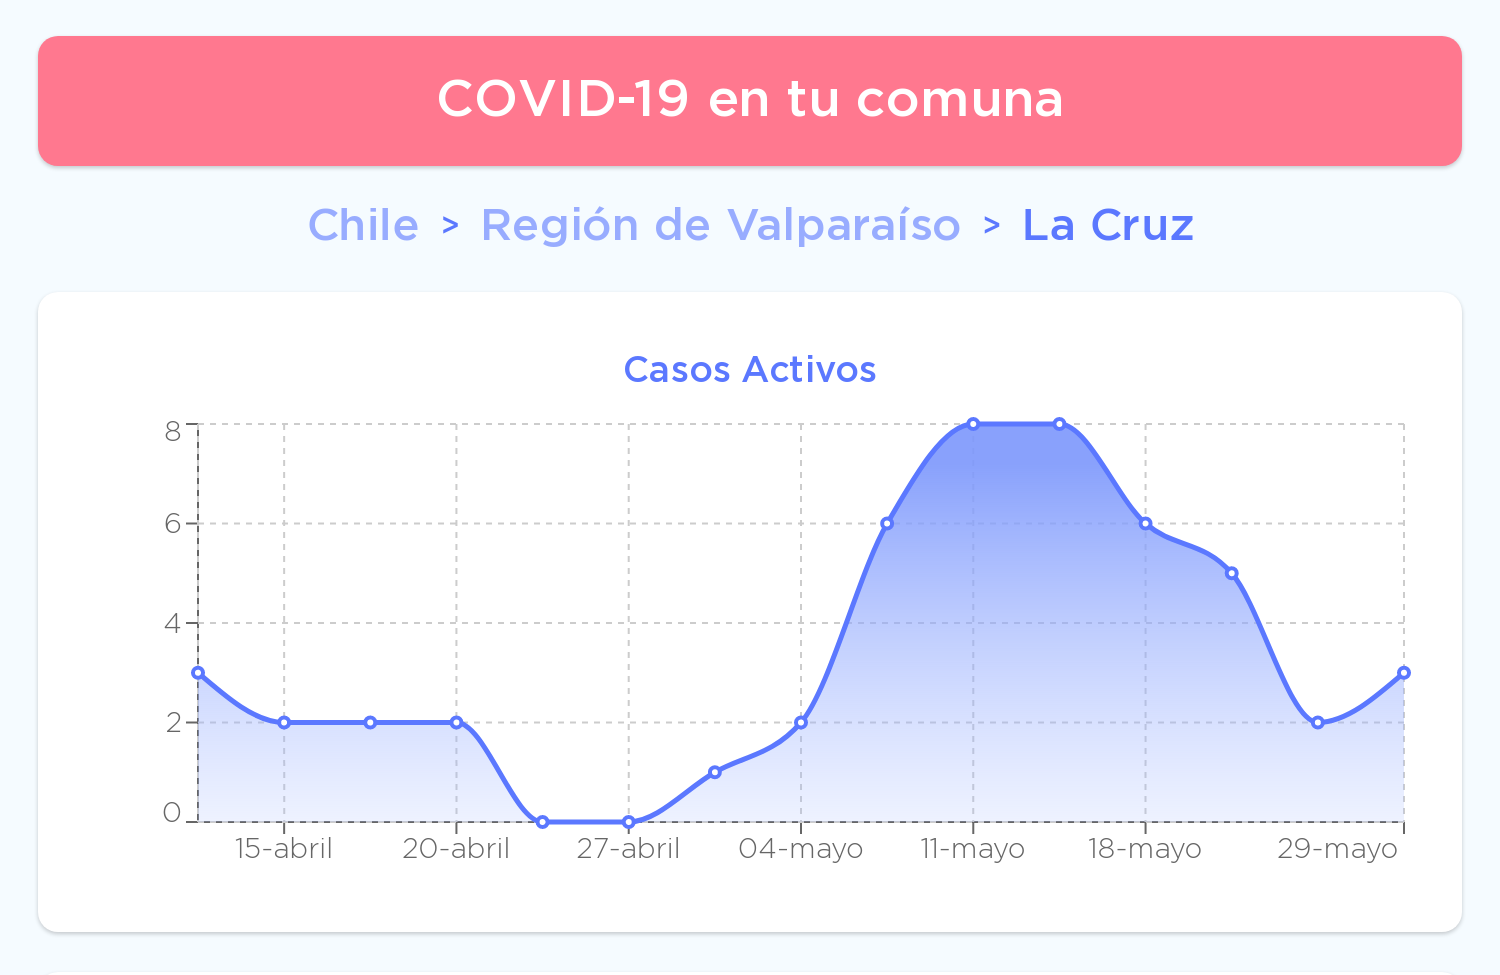 COVID-19 en tu comuna
Chile > Región de Valparaíso > La Cruz
Casos Activos
8
6
4
2
0
15-abril 20-abril 27-abril 04-mayo 11-mayo 18-mayo 29-mayo